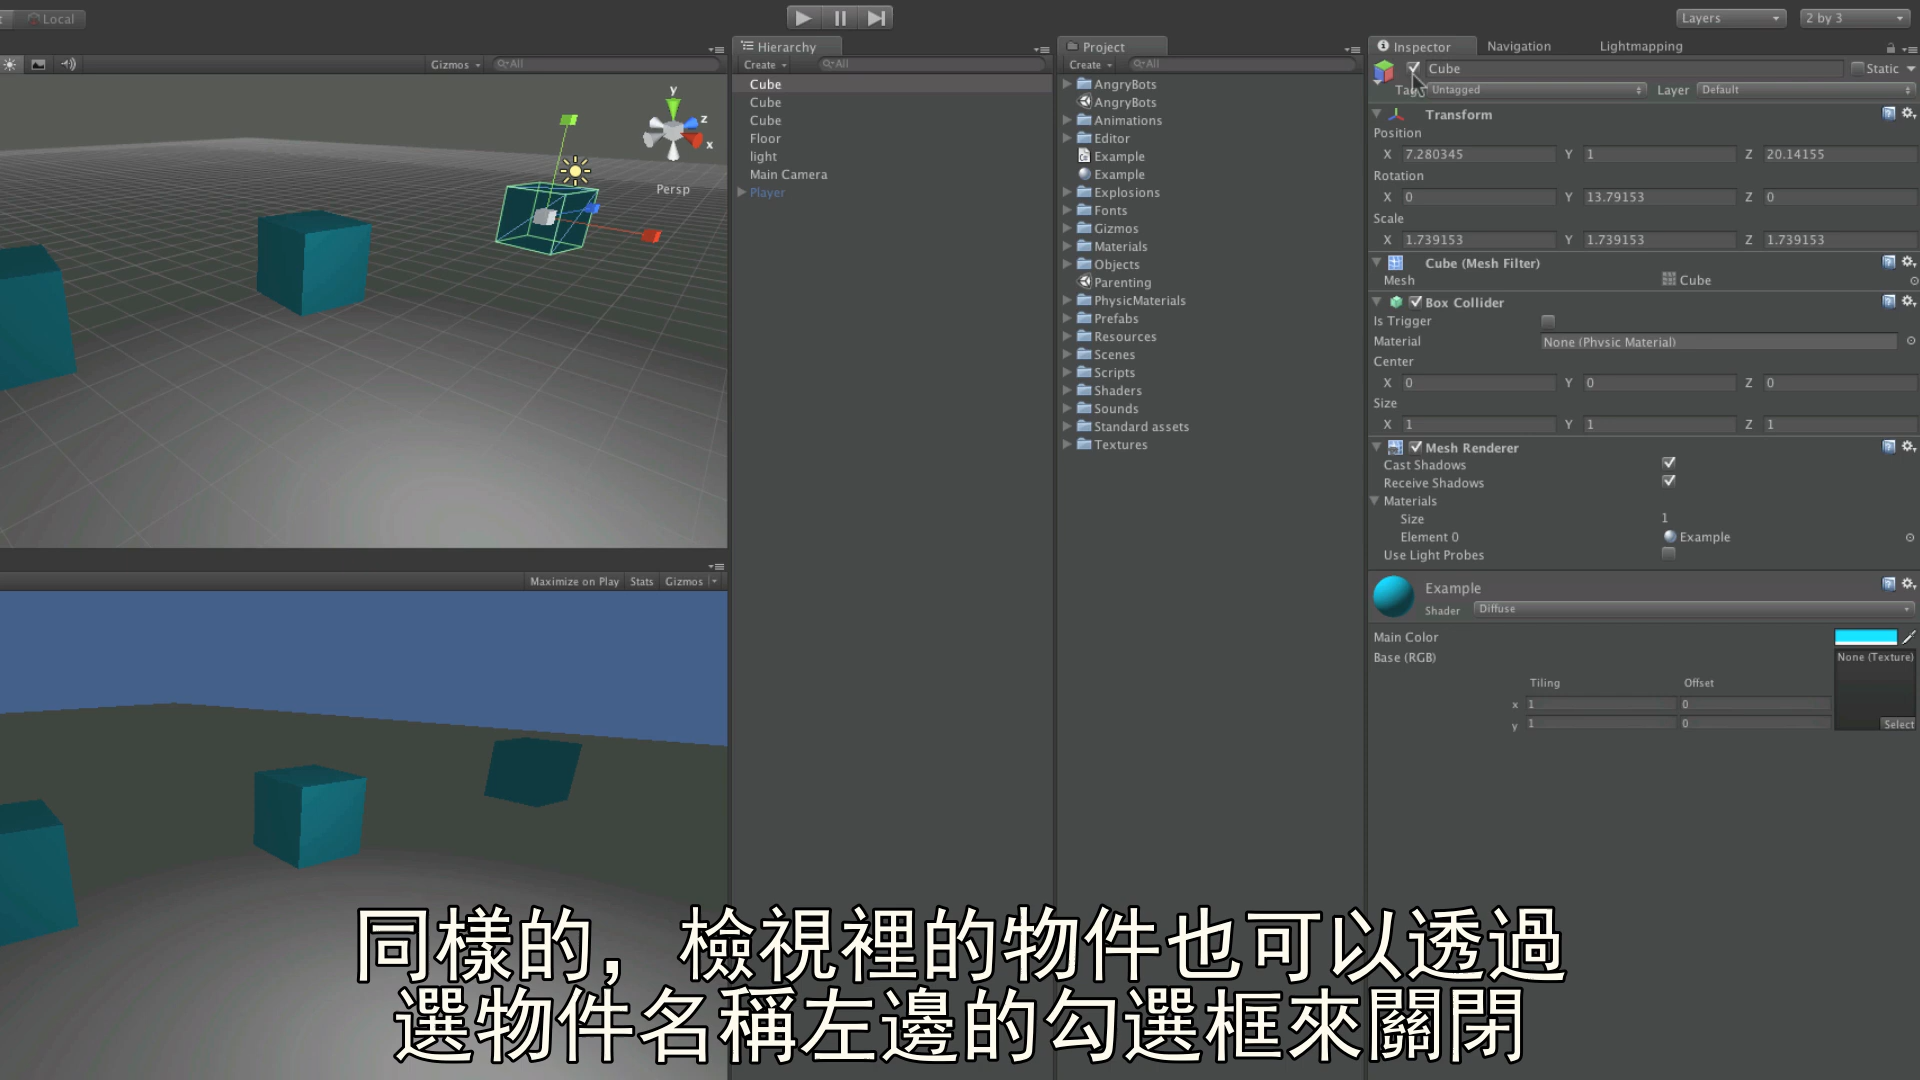 Local
Layers
2 by 3
Gizmos
All
y
z
x
Persp
Hierarchy
Create
All
Cube
Cube
Cube
Floor
light
Main Camera
Player
Project
Create
All
AngryBots
AngryBots
Animations
Editor
Example
Example
Explosions
Fonts
Gizmos
Materials
Objects
Parenting
PhysicMaterials
Prefabs
Resources
Scenes
Scripts
Shaders
Sounds
Standard assets
Textures
Inspector Navigation Lightmapping
Cube Static
Tag Untagged Layer Default
Transform
Position
X 7.280345 Y 1 Z 20.14155
Rotation
X 0 Y 13.79153 Z 0
Scale
X 1.739153 Y 1.739153 Z 1.739153
Cube (Mesh Filter)
Mesh Cube
Box Collider
Is Trigger
Material None (Physic Material)
Center
X 0 Y 0 Z 0
Size
X 1 Y 1 Z 1
Mesh Renderer
Cast Shadows
Receive Shadows
Materials
Size 1
Element 0 Example
Use Light Probes
Example
Shader Diffuse
Main Color
Base (RGB) None (Texture)
Tiling Offset
x 1 0
y 1 0
Select
Maximize on Play Stats Gizmos
同樣的，檢視裡的物件也可以透過
選物件名稱左邊的勾選框來關閉